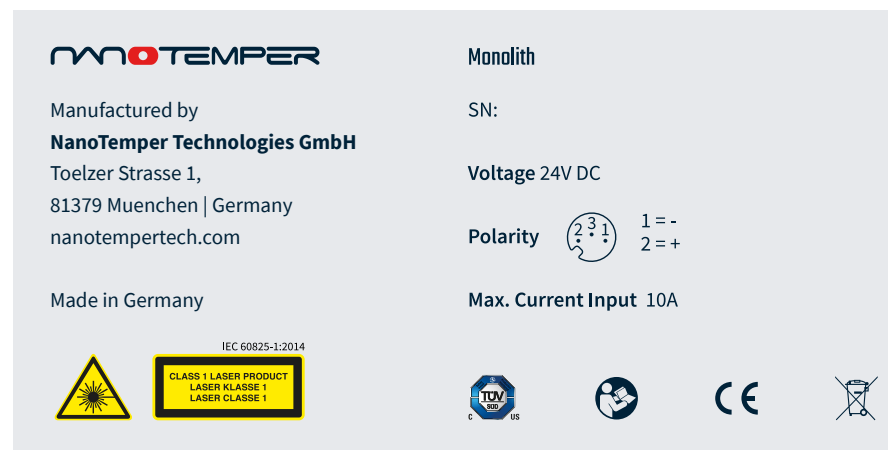 NANOTEMPER
Manufactured by
NanoTemper Technologies GmbH
Toelzer Strasse 1,
81379 Muenchen | Germany
nanotempertech.com
Made in Germany
IEC 60825-1:2014
CLASS 1 LASER PRODUCT
LASER KLASSE 1
LASER CLASSE 1
Monolith
SN:
Voltage 24V DC
Polarity 2 3 1 1 = -
2 = +
Max. Current Input 10A
TÜV
SÜD
C US
CE